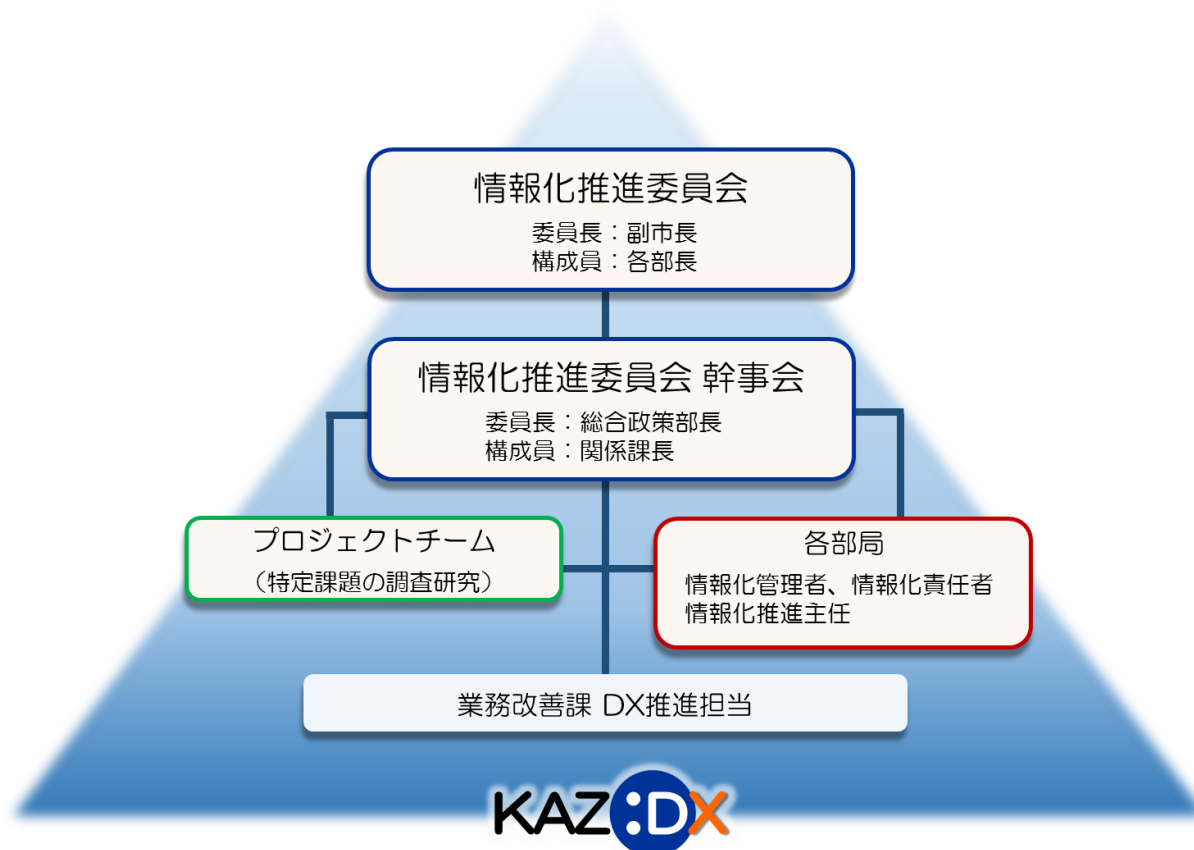 情報化推進委員会
委員長：副市長
構成員：各部長
情報化推進委員会 幹事会
委員長：総合政策部長
構成員：関係課長
プロジェクトチーム
（特定課題の調査研究）
各部局
情報化管理者、情報化責任者
情報化推進主任
業務改善課 DX推進担当
KAZ:DX